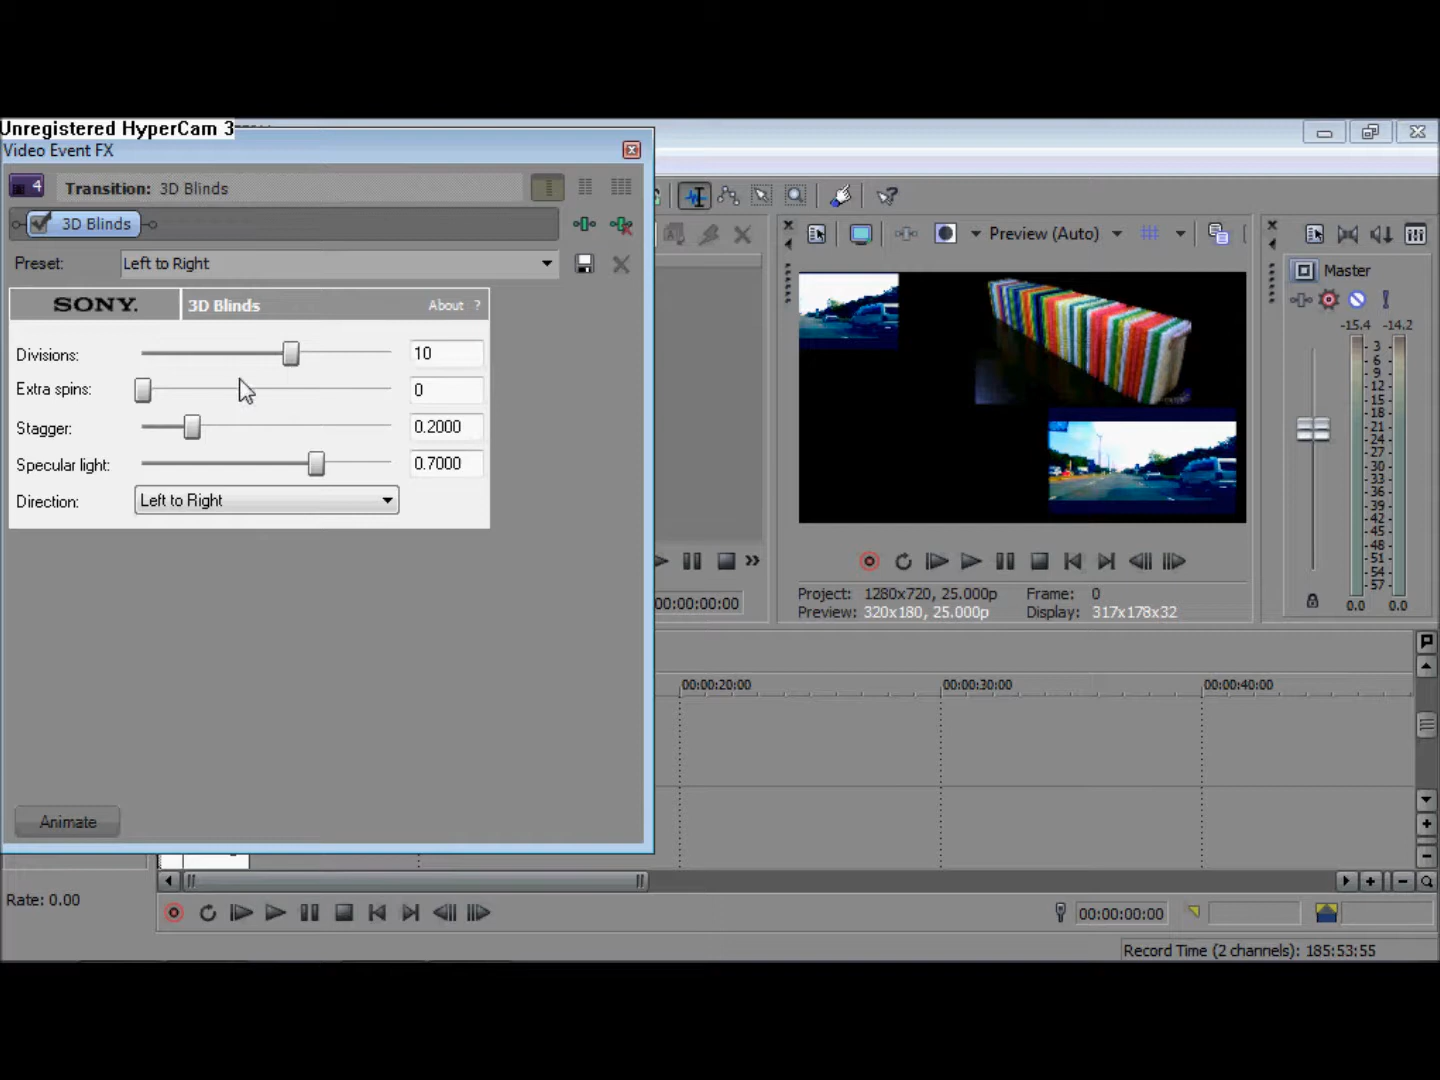 Unregistered HyperCam 3
Video Event FX
4 Transition: 3D Blinds
3D Blinds
Preset: Left to Right
SONY. 3D Blinds About ?
Divisions: 10
Extra spins: 0
Stagger: 0.2000
Specular light: 0.7000
Direction: Left to Right
Animate
Rate: 0.00
Preview (Auto)
00:00:00:00
Project: 1280x720, 25.000p Frame: 0
Preview: 320x180, 25.000p Display: 317x178x32
Master
-15.4 -14.2
3
6
9
12
15
18
21
24
27
30
33
36
39
42
45
48
51
54
57
0.0 0.0
00:00:20:00 00:00:30:00 00:00:40:00
00:00:00:00
Record Time (2 channels): 185:53:55